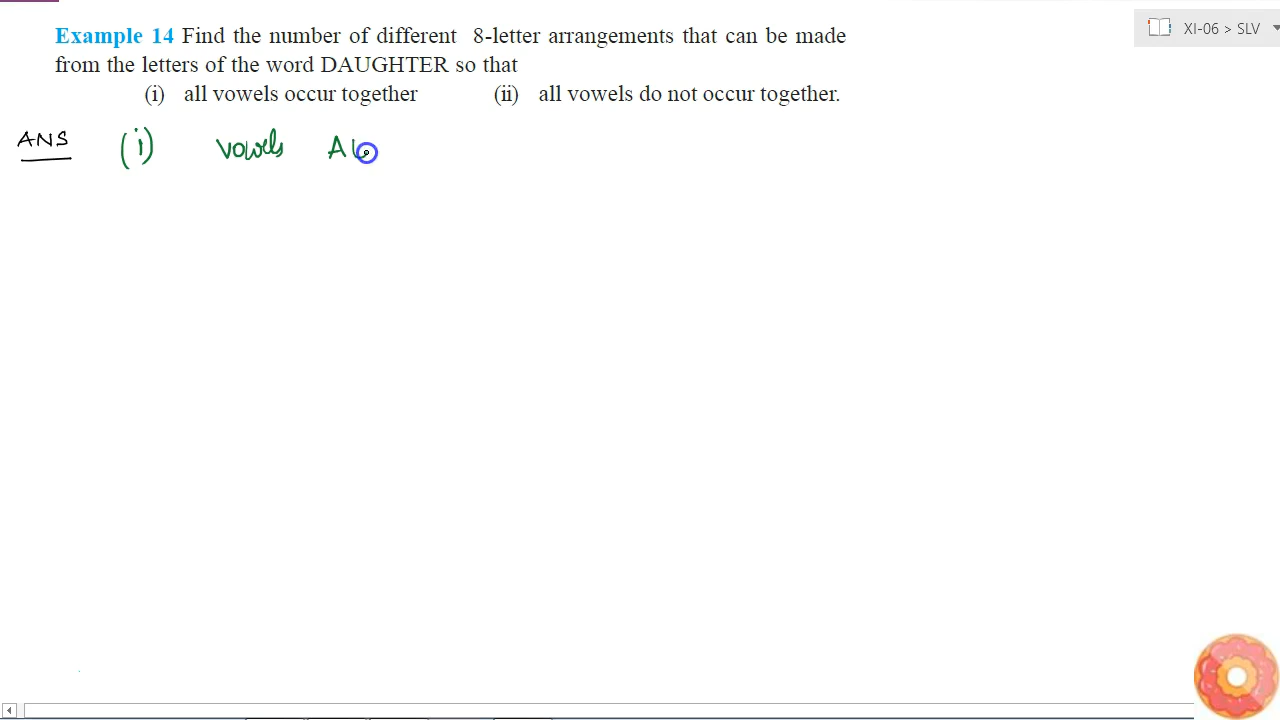 XI-06 > SLV
Example 14 Find the number of different 8-letter arrangements that can be made
from the letters of the word DAUGHTER so that
(i) all vowels occur together (ii) all vowels do not occur together.
ANS (i) vowels A